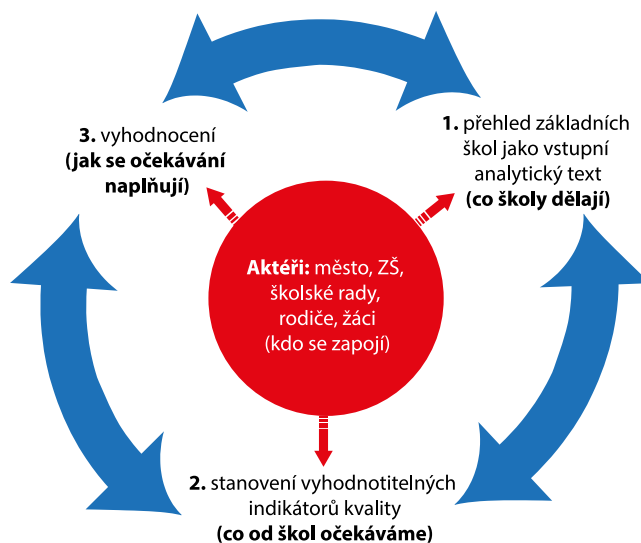 1. přehled základních
škol jako vstupní
analytický text
(co školy dělají)
2. stanovení vyhodnotitelných
indikátorů kvality
(co od škol očekáváme)
3. vyhodnocení
(jak se očekávání
naplňují)
Aktéři: město, ZŠ,
školské rady,
rodiče, žáci
(kdo se zapojí)